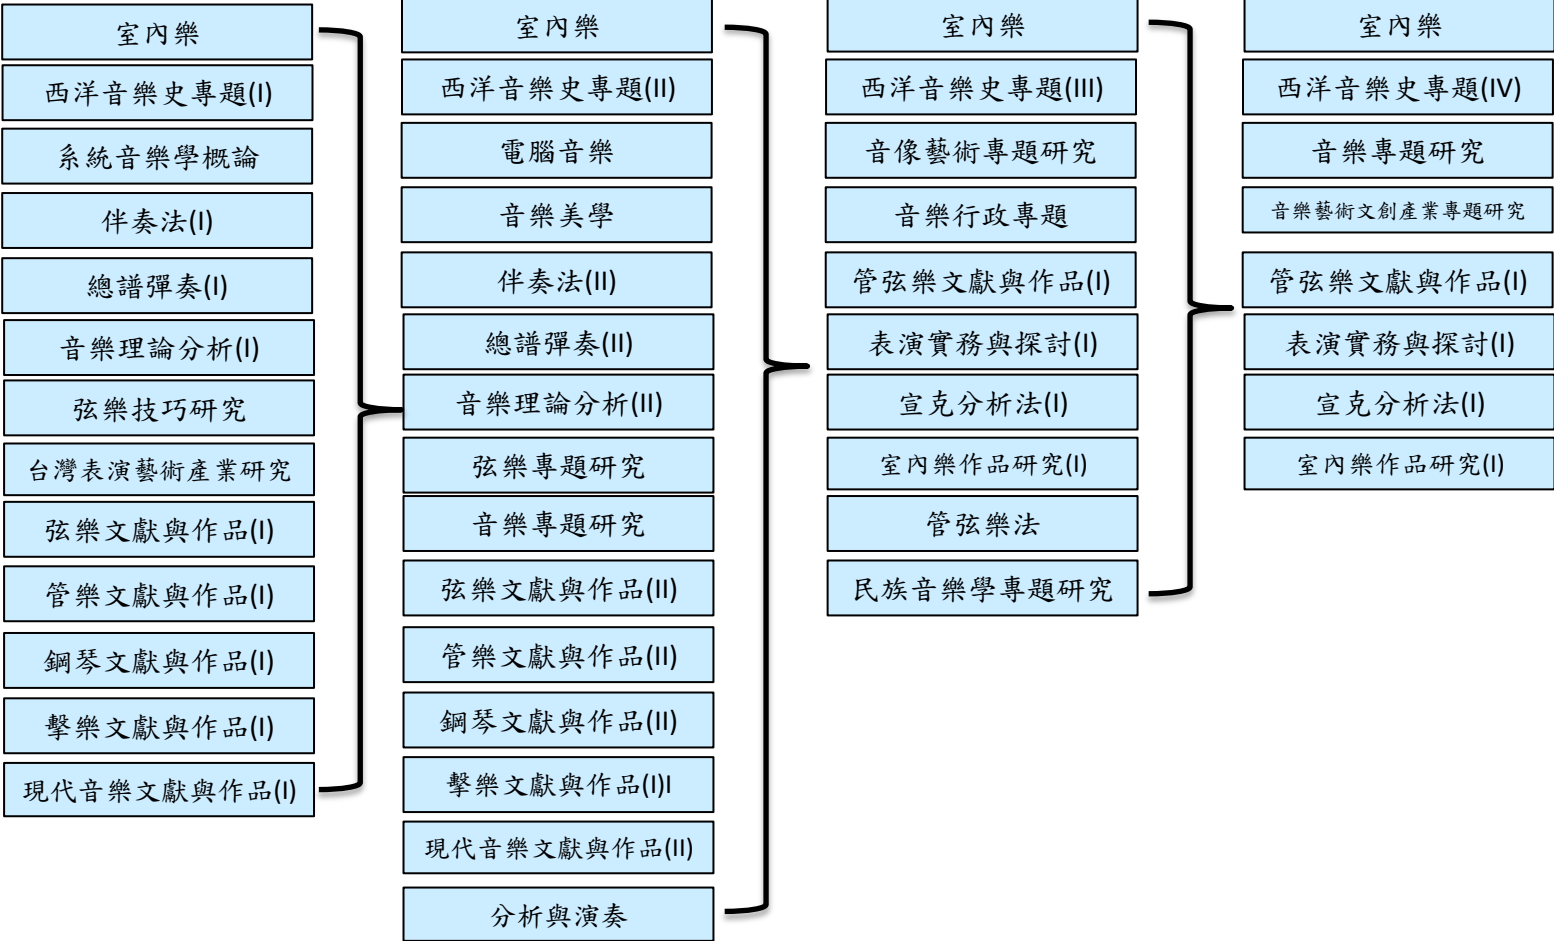 室內樂
西洋音樂史專題(I)
系統音樂學概論
伴奏法(I)
總譜彈奏(I)
音樂理論分析(I)
弦樂技巧研究
台灣表演藝術產業研究
弦樂文獻與作品(I)
管樂文獻與作品(I)
鋼琴文獻與作品(I)
擊樂文獻與作品(I)
現代音樂文獻與作品(I)
室內樂
西洋音樂史專題(II)
電腦音樂
音樂美學
伴奏法(II)
總譜彈奏(II)
音樂理論分析(II)
弦樂專題研究
音樂專題研究
弦樂文獻與作品(II)
管樂文獻與作品(II)
鋼琴文獻與作品(II)
擊樂文獻與作品(I)I
現代音樂文獻與作品(II)
分析與演奏
室內樂
西洋音樂史專題(III)
音像藝術專題研究
音樂行政專題
管弦樂文獻與作品(I)
表演實務與探討(I)
宣克分析法(I)
室內樂作品研究(I)
管弦樂法
民族音樂學專題研究
室內樂
西洋音樂史專題(IV)
音樂專題研究
音樂藝術文創產業專題研究
管弦樂文獻與作品(I)
表演實務與探討(I)
宣克分析法(I)
室內樂作品研究(I)